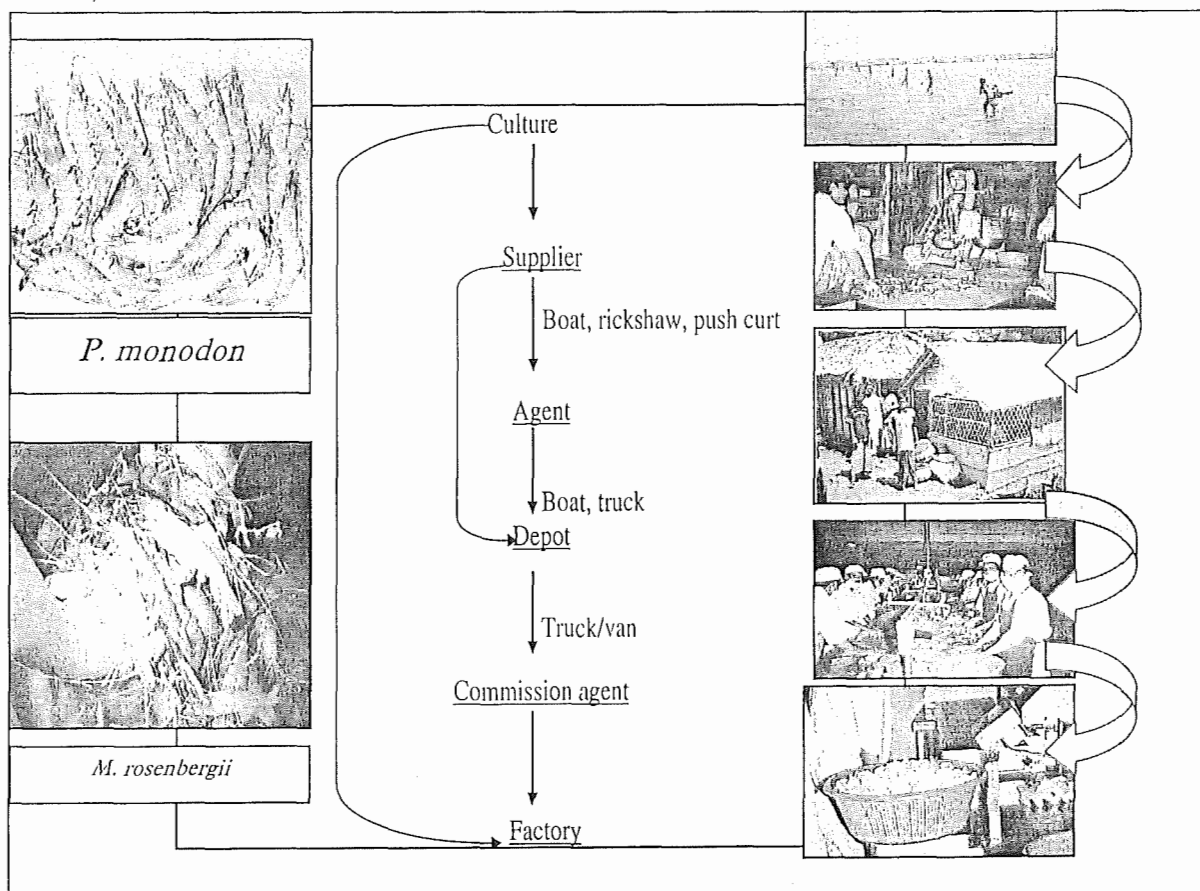 P. monodon
M. rosenbergii
Culture
Supplier
Boat, rickshaw, push curt
Agent
Boat, truck
Depot
Truck/van
Commission agent
Factory